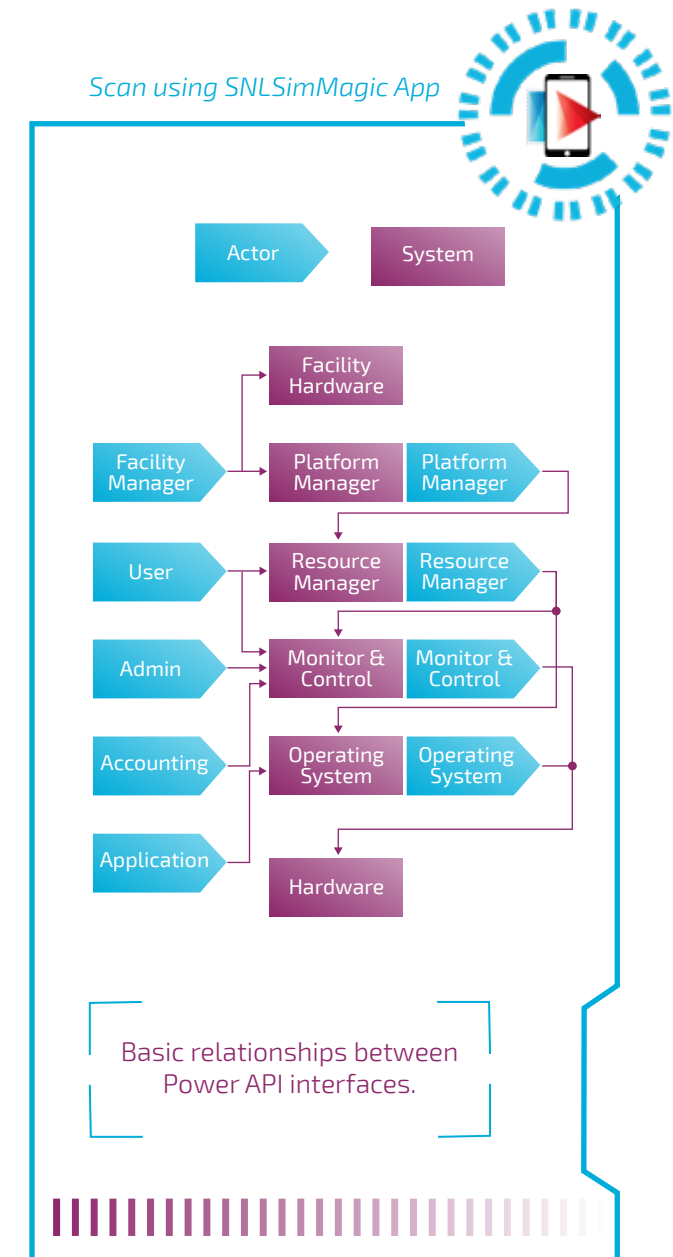 Scan using SNLSimMagic App
Actor
System
Facility
Hardware
Facility
Manager
Platform
Manager
Platform
Manager
User
Resource
Manager
Resource
Manager
Admin
Monitor &
Control
Monitor &
Control
Accounting
Operating
System
Operating
System
Application
Hardware
Basic relationships between
Power API interfaces.